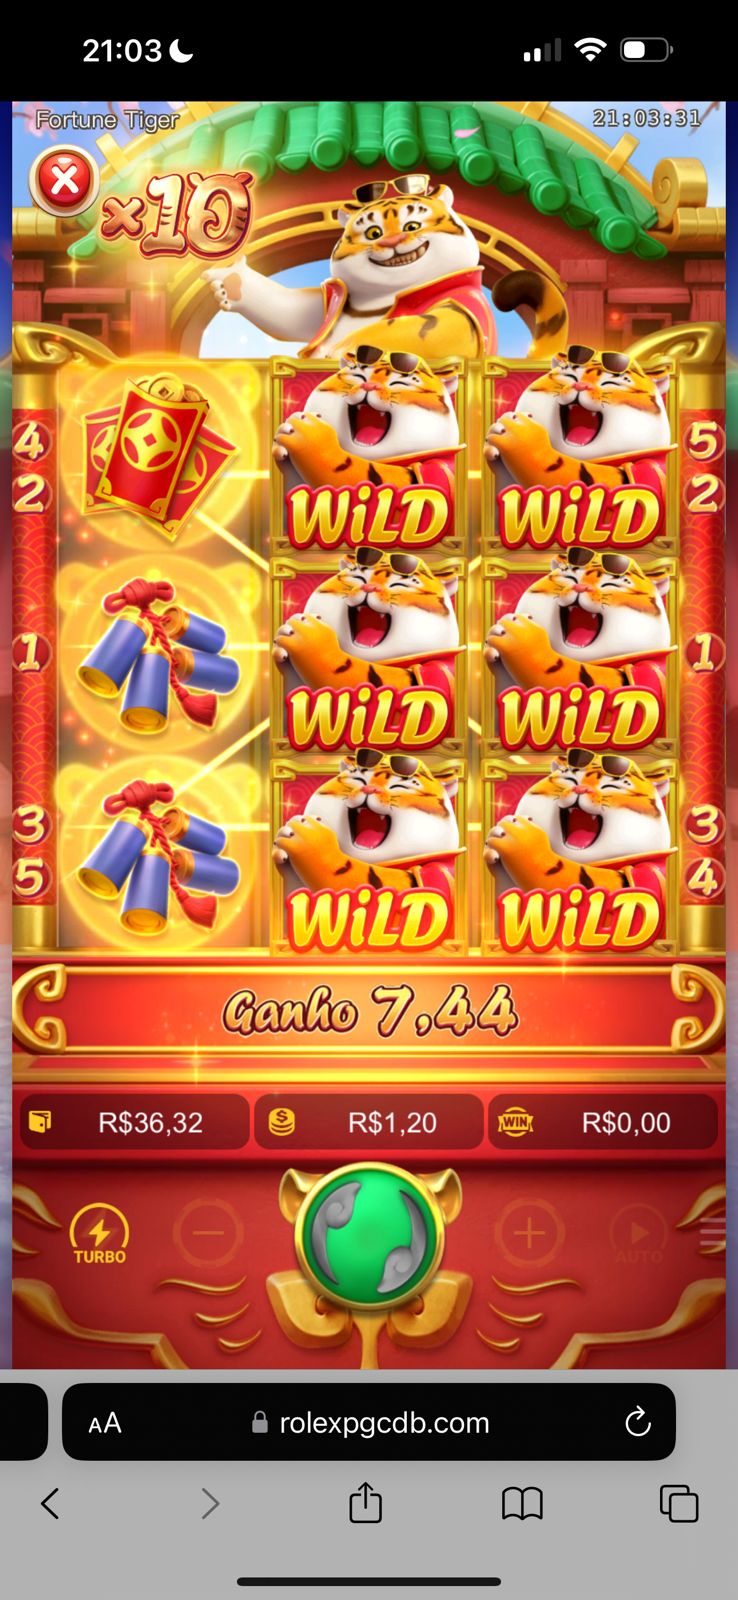 21:03
Fortune Tiger
21:03:31
x10
4
5
2
2
WiLD
WiLD
1
1
WiLD
WiLD
3
3
5
4
WiLD
WiLD
Ganho 7,44
R$36,32
R$1,20
WIN
R$0,00
TURBO
AUTO
AA
rolexpgcdb.com